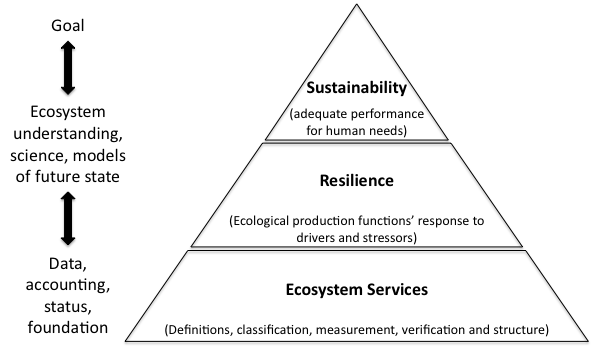 Goal
Ecosystem
understanding,
science, models
of future state
Data,
accounting,
status,
foundation
Sustainability
(adequate performance
for human needs)
Resilience
(Ecological production functions’ response to
drivers and stressors)
Ecosystem Services
(Definitions, classification, measurement, verification and structure)